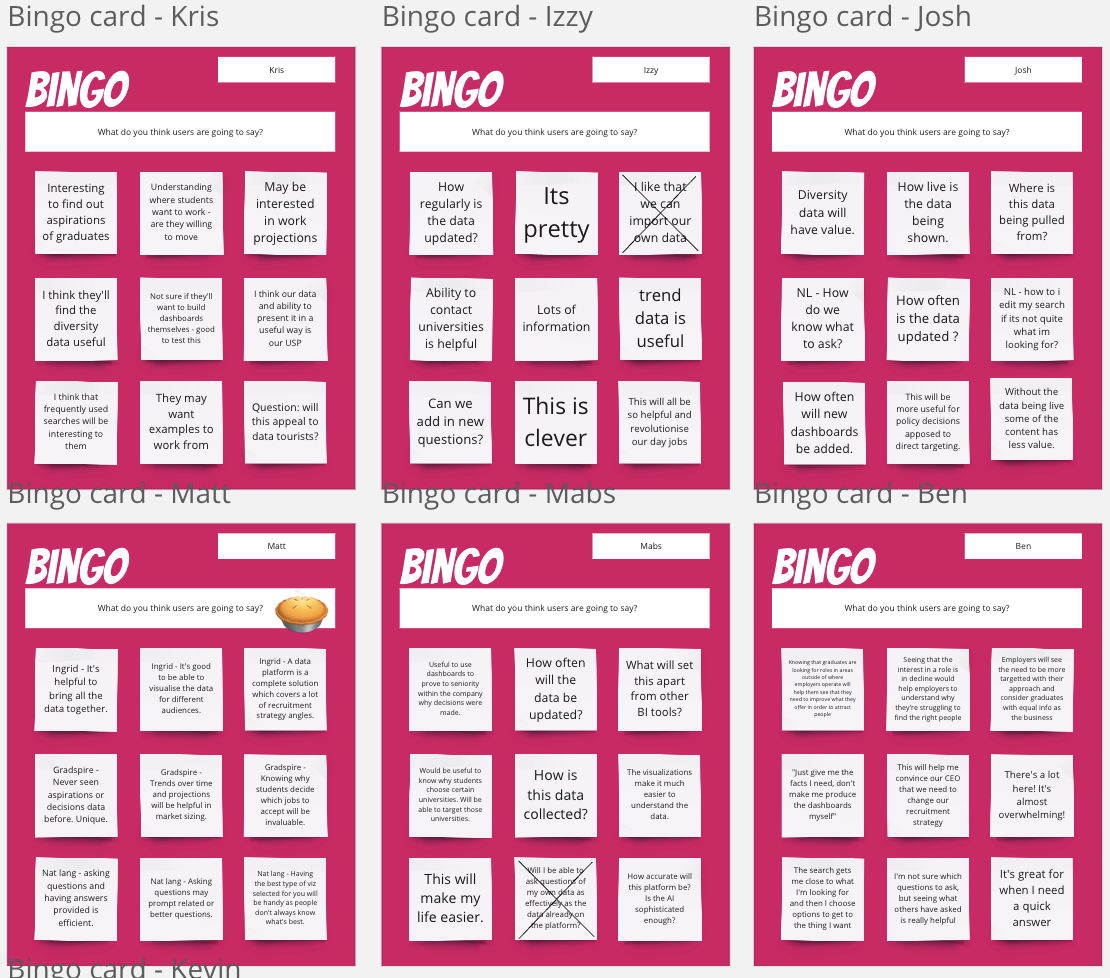 Bingo card - Kris
Kris
BINGO
What do you think users are going to say?
Interesting
to find out
aspirations
of graduates
Understanding
where students
want to work -
are they willing
to move
May be
interested
in work
projections
I think they'll
find the
diversity
data useful
Not sure if they'll
want to build
dashboards
themselves - good
to test this
I think our data
and ability to
present it in a
useful way is
our USP
I think that
frequently used
searches will be
interesting to
them
They may
want
examples to
work from
Question: will
this appeal to
data tourists?
Bingo card - Izzy
Izzy
BINGO
What do you think users are going to say?
How
regularly is
the data
updated?
Its
pretty
I like that
we can
import our
own data
Ability to
contact
universities
is helpful
Lots of
information
trend
data is
useful
Can we
add in new
questions?
This is
clever
This will all be
so helpful and
revolutionise
our day jobs
Bingo card - Josh
Josh
BINGO
What do you think users are going to say?
Diversity
data will
have value.
How live is
the data
being
shown.
Where is
this data
being pulled
from?
NL - How
do we
know what
to ask?
How often
is the data
updated ?
NL - how to i
edit my search
if its not quite
what im
looking for?
How often
will new
dashboards
be added.
This will be
more useful for
policy decisions
apposed to
direct targeting.
Without the
data being live
some of the
content has
less value.
Bingo card - Matt
Matt
BINGO
What do you think users are going to say?
Ingrid - It's
helpful to
bring all the
data together.
Ingrid - It's good
to be able to
visualise the data
for different
audiences.
Ingrid - A data
platform is a
complete solution
which covers a lot
of recruitment
strategy angles.
Gradspire -
Never seen
aspirations or
decisions data
before. Unique.
Gradspire -
Trends over time
and projections
will be helpful in
market sizing.
Gradspire -
Knowing why
students decide
which jobs to
accept will be
invaluable.
Nat lang - asking
questions and
having answers
provided is
efficient.
Nat lang - Asking
questions may
prompt related or
better questions.
Nat lang - Having
the best type of viz
selected for you will
be handy as people
don't always know
what's best.
Bingo card - Mabs
Mabs
BINGO
What do you think users are going to say?
Useful to use
dashboards to
prove to seniority
within the company
why decisions were
made.
How often
will the
data be
updated?
What will set
this apart
from other
BI tools?
Would be useful to
know why students
choose certain
universities. Will be
able to target those
universities.
How is
this data
collected?
The visualizations
make it much
easier to
understand the
data.
This will
make my
life easier.
Will I be able to
ask questions of
my own data as
effectively as the
data already on
the platform?
How accurate will
this platform be?
Is the AI
sophisticated
enough?
Bingo card - Ben
Ben
BINGO
What do you think users are going to say?
Knowing that graduates are
looking for roles in areas
outside of where
employers operate will
help them see that they
need to improve what they
offer in order to attract
people
Seeing that the
interest in a role is
in decline would
help employers to
understand why
they're struggling to
find the right people
Employers will see
the need to be more
targetted with their
approach and
consider graduates
with equal info as
the business
"Just give me the
facts I need, don't
make me produce
the dashboards
myself"
This will help me
convince our CEO
that we need to
change our
recruitment
strategy
There's a lot
here! It's
almost
overwhelming!
The search gets
me close to what
I'm looking for
and then I choose
options to get to
the thing I want
I'm not sure which
questions to ask,
but seeing what
others have asked
is really helpful
It's great for
when I need
a quick
answer
Bingo card - Kevin